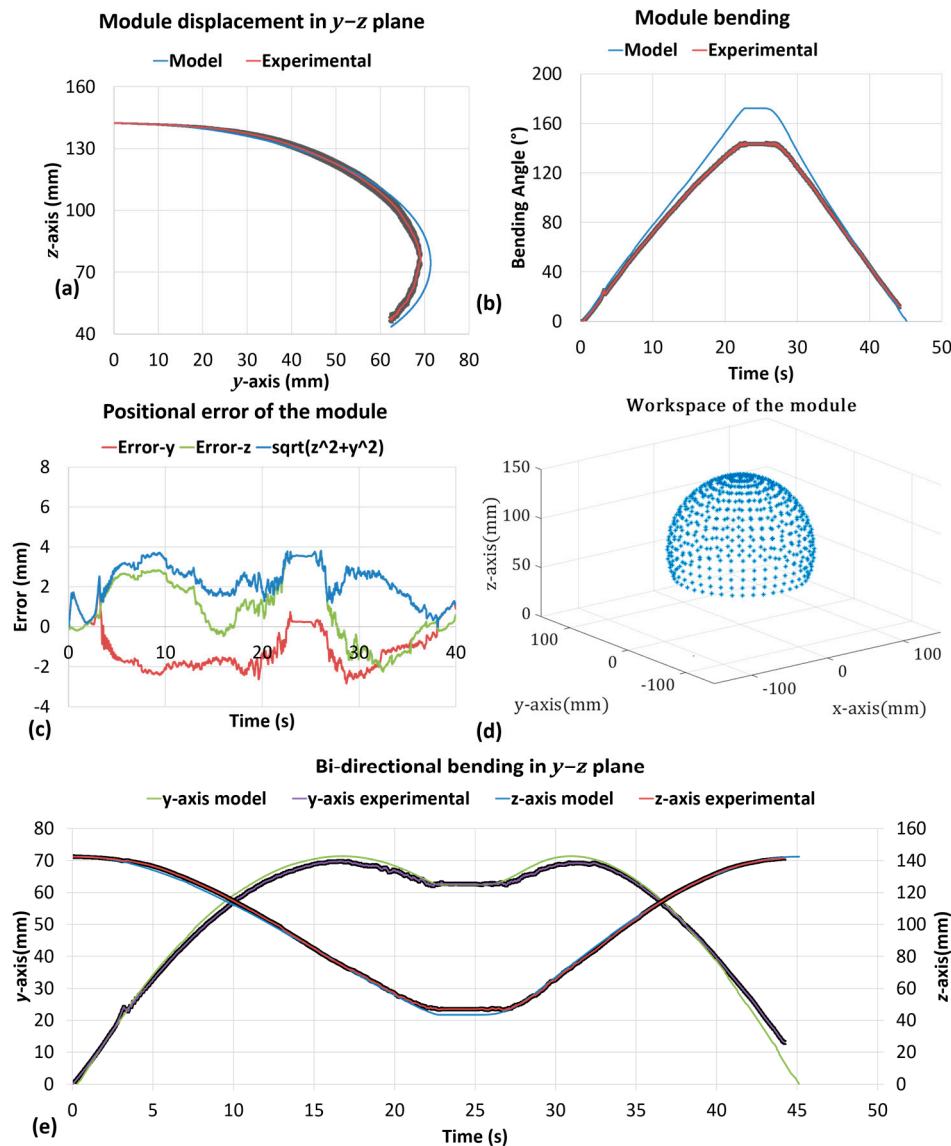 Module displacement in y−z plane
Model Experimental
160
130
100
70
40
0 10 20 30 40 50 60 70 80
z-axis (mm)
y-axis (mm)
(a)
Module bending
Model Experimental
200
160
120
80
40
0
0 10 20 30 40 50
Bending Angle (°)
Time (s)
(b)
Positional error of the module
Error-y Error-z sqrt(z^2+y^2)
8
6
4
2
0
-2
-4
0 10 20 30 40
Error (mm)
Time (s)
(c)
Workspace of the module
150
100
50
0
z-axis(mm)
100
0
-100
y-axis(mm)
-100
0
100
x-axis(mm)
(d)
Bi-directional bending in y−z plane
y-axis model y-axis experimental z-axis model z-axis experimental
80
70
60
50
40
30
20
10
0
y-axis(mm)
0 5 10 15 20 25 30 35 40 45 50
Time (s)
160
140
120
100
80
60
40
20
0
z-axis(mm)
(e)